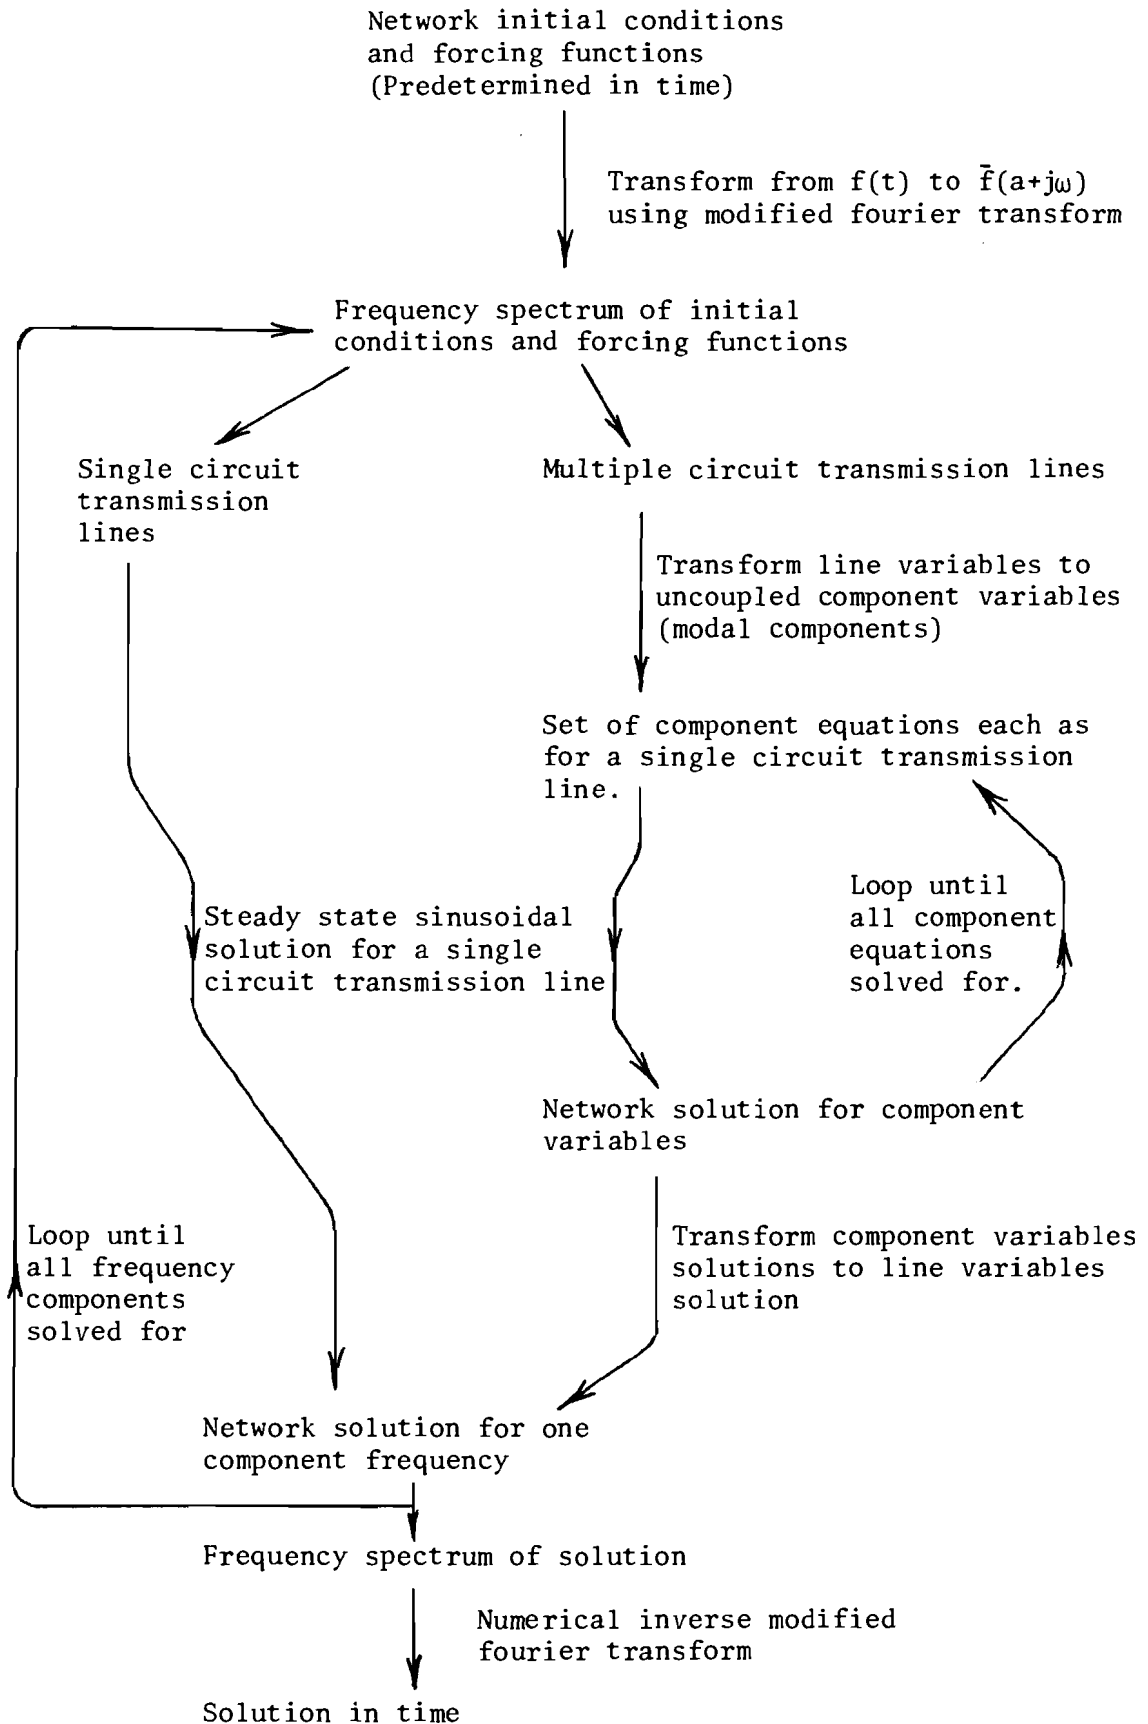 Network initial conditions
and forcing functions
(Predetermined in time)
Transform from f(t) to f̄(a+jω)
using modified fourier transform
Frequency spectrum of initial
conditions and forcing functions
Single circuit
transmission
lines
Multiple circuit transmission lines
Transform line variables to
uncoupled component variables
(modal components)
Set of component equations each as
for a single circuit transmission
line.
Loop until
all component
equations
solved for.
Steady state sinusoidal
solution for a single
circuit transmission line
Network solution for component
variables
Loop until
all frequency
components
solved for
Transform component variables
solutions to line variables
solution
Network solution for one
component frequency
Frequency spectrum of solution
Numerical inverse modified
fourier transform
Solution in time